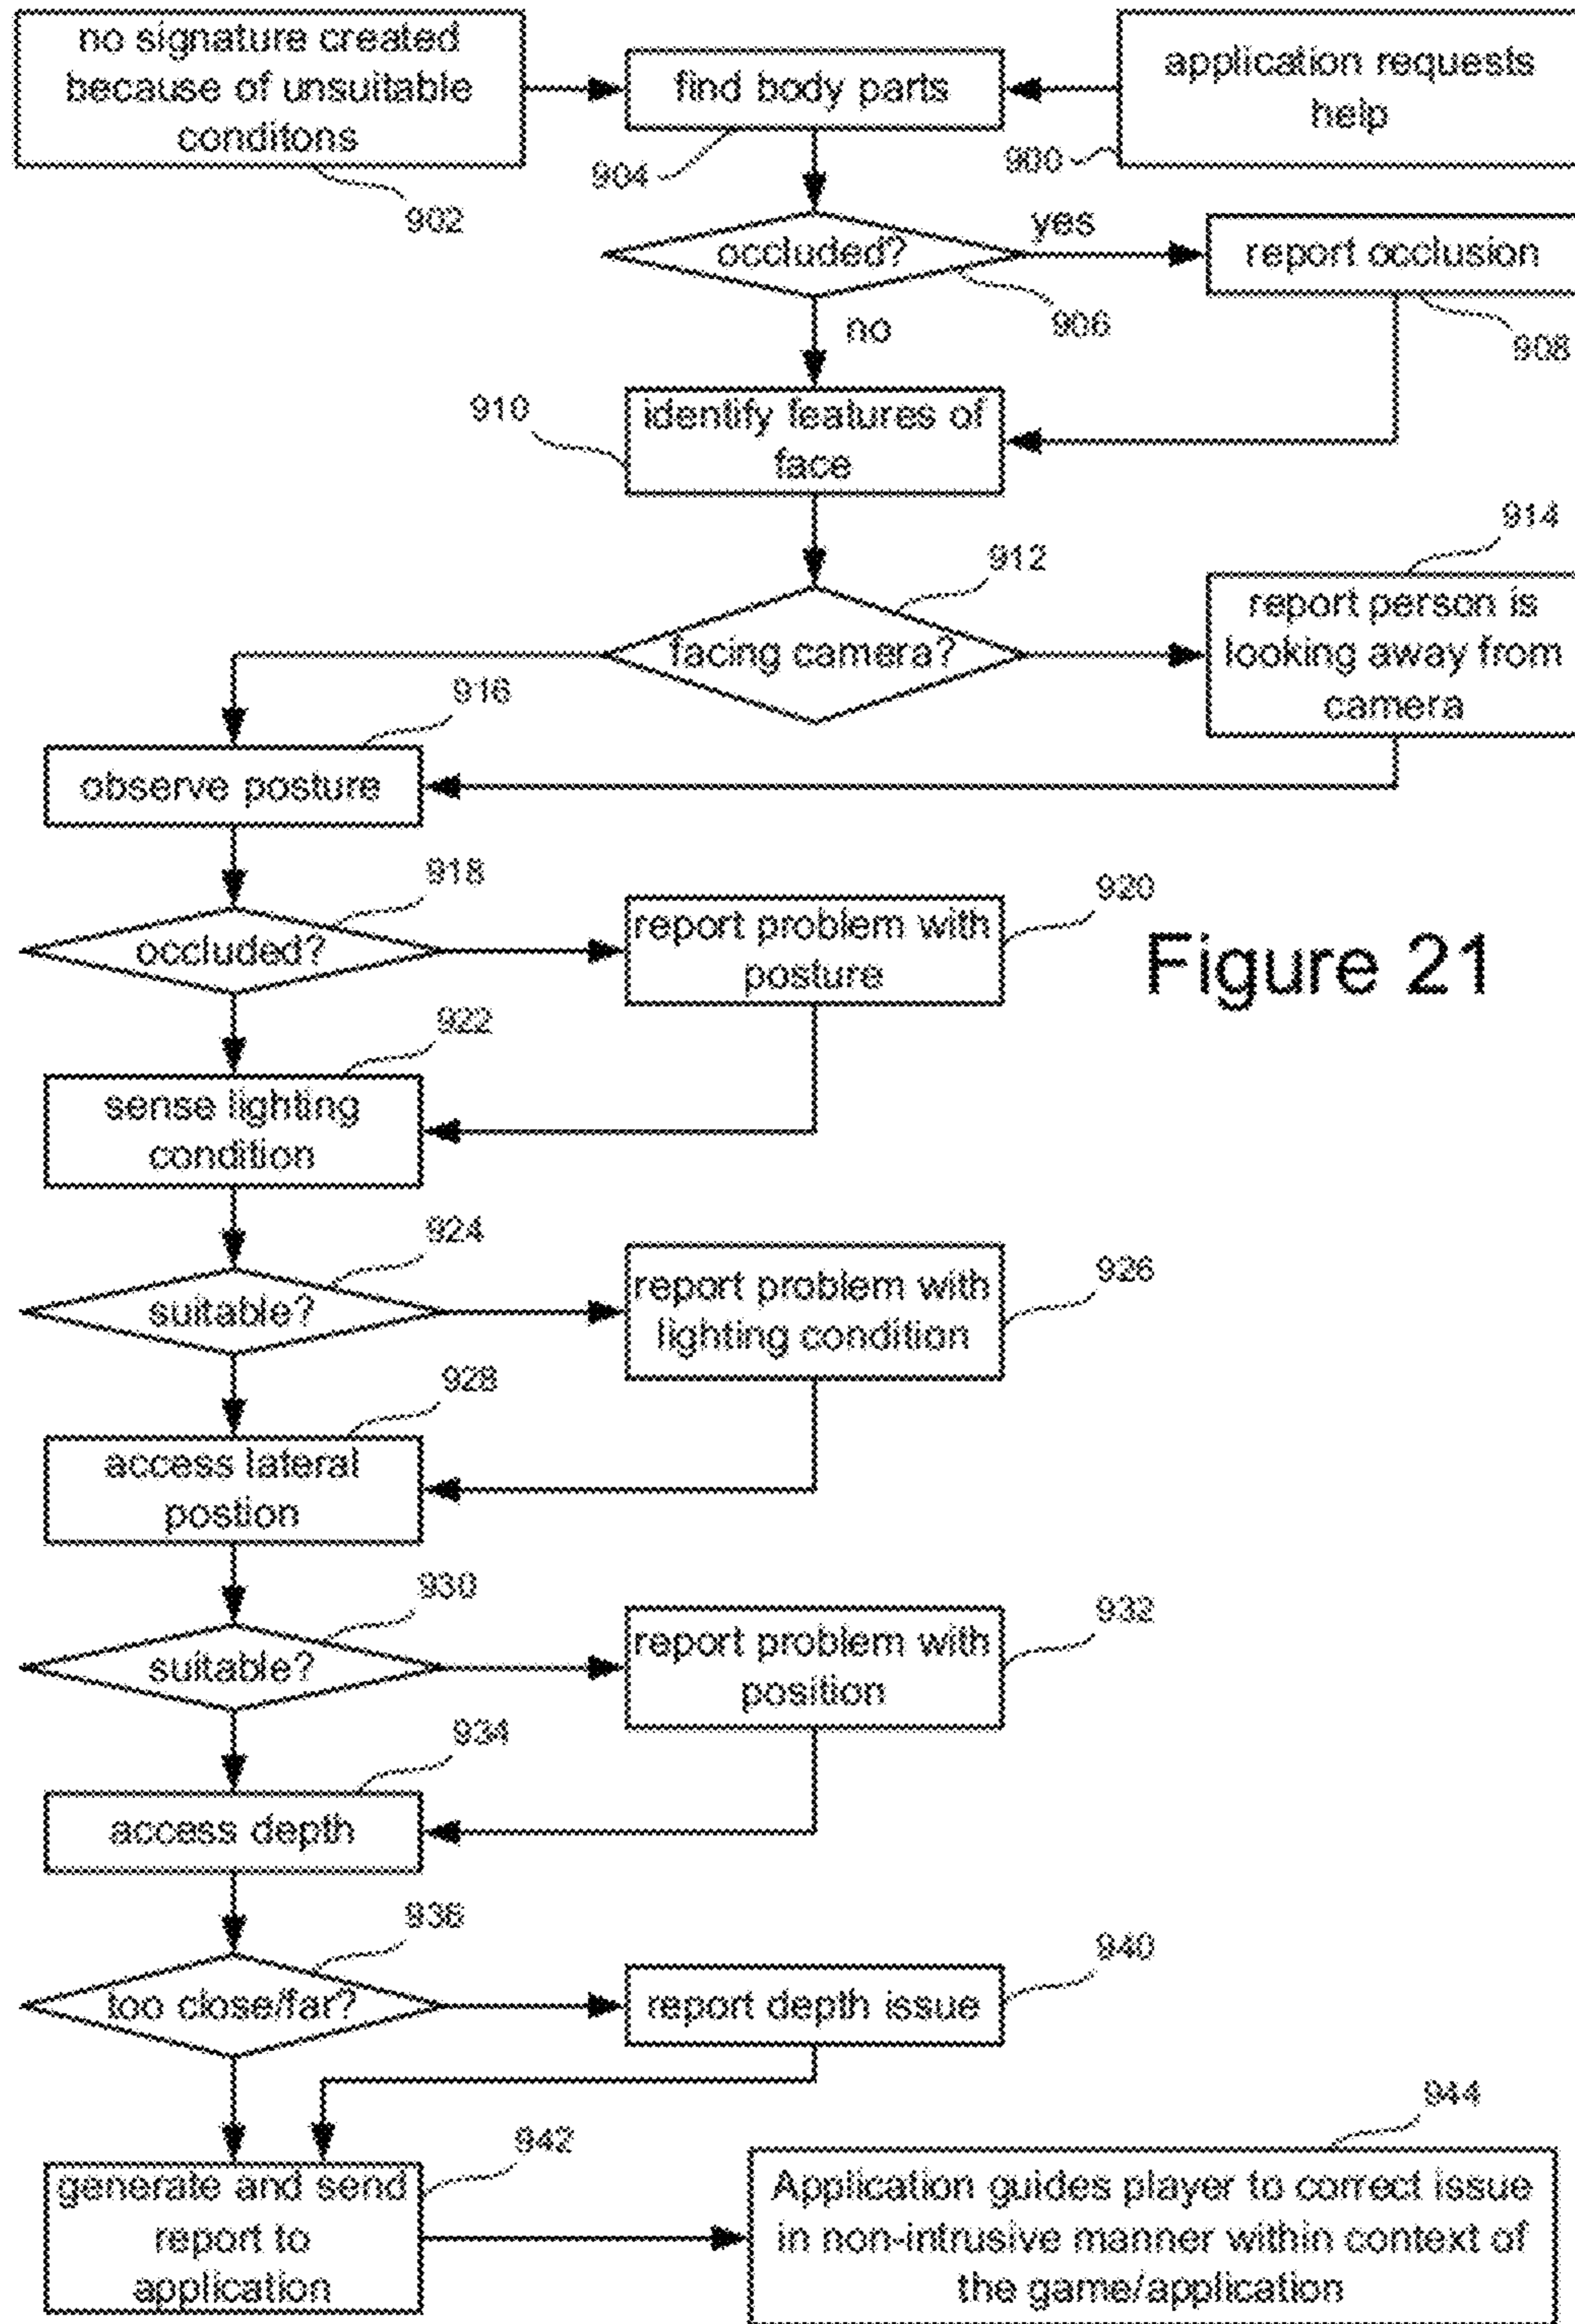 no signature created
because of unsuitable
conditons
902
find body parts
904
application requests
help
900
occluded?
yes
906
no
report occlusion
908
identify features of
face
910
facing camera?
912
report person is
looking away from
camera
914
observe posture
916
occluded?
918
report problem with
posture
920
Figure 21
sense lighting
condition
922
suitable?
924
report problem with
lighting condition
926
access lateral
postion
928
suitable?
930
report problem with
position
932
access depth
934
too close/far?
936
report depth issue
940
generate and send
report to
application
942
Application guides player to correct issue
in non-intrusive manner within context of
the game/application
944